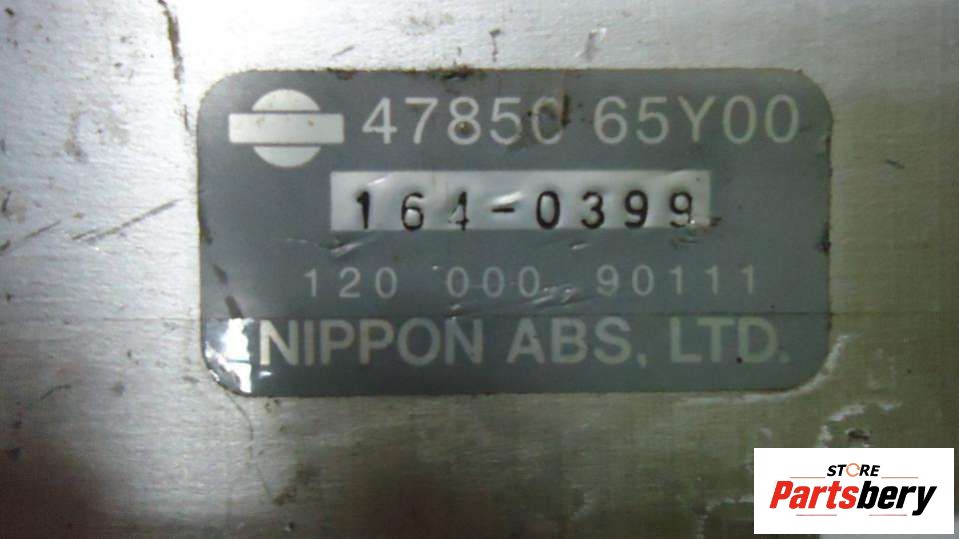 47850 65Y00
164-0399
120 000 90111
NIPPON ABS, LTD.
STORE
Partsbery